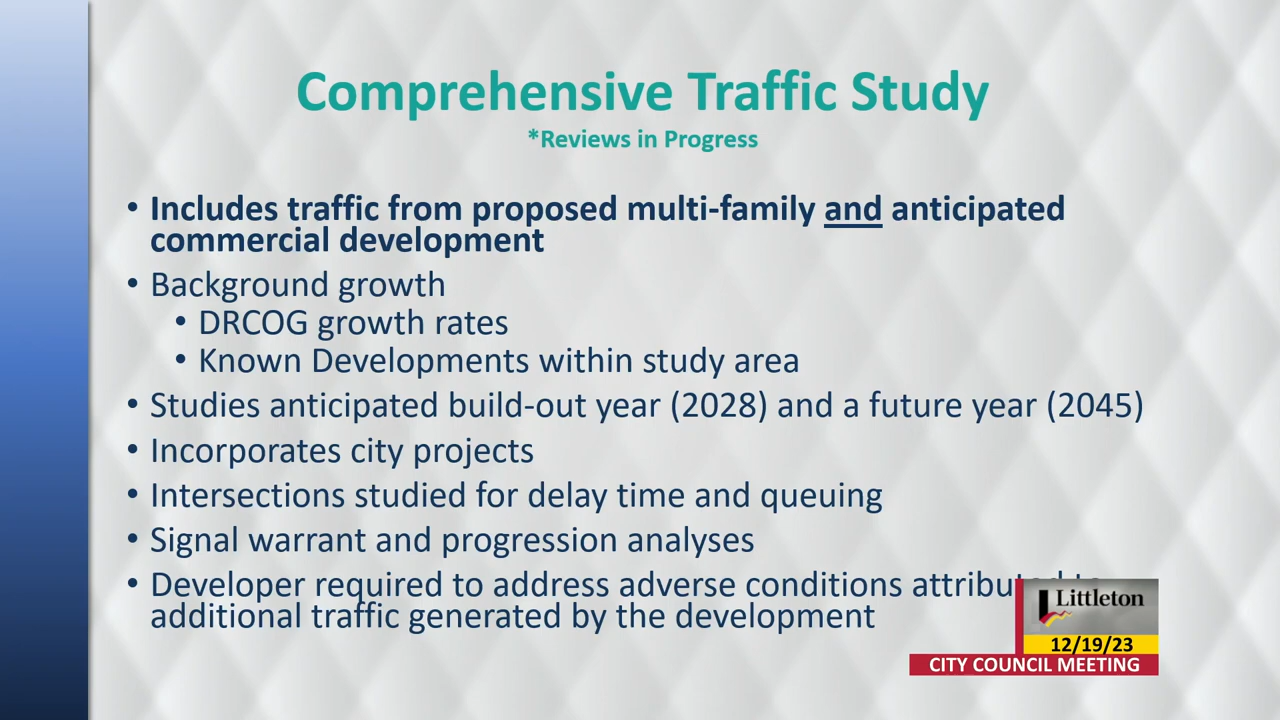 Comprehensive Traffic Study
*Reviews in Progress
• Includes traffic from proposed multi-family and anticipated
commercial development
• Background growth
• DRCOG growth rates
• Known Developments within study area
• Studies anticipated build-out year (2028) and a future year (2045)
• Incorporates city projects
• Intersections studied for delay time and queuing
• Signal warrant and progression analyses
• Developer required to address adverse conditions attributed to
additional traffic generated by the development
Littleton
12/19/23
CITY COUNCIL MEETING